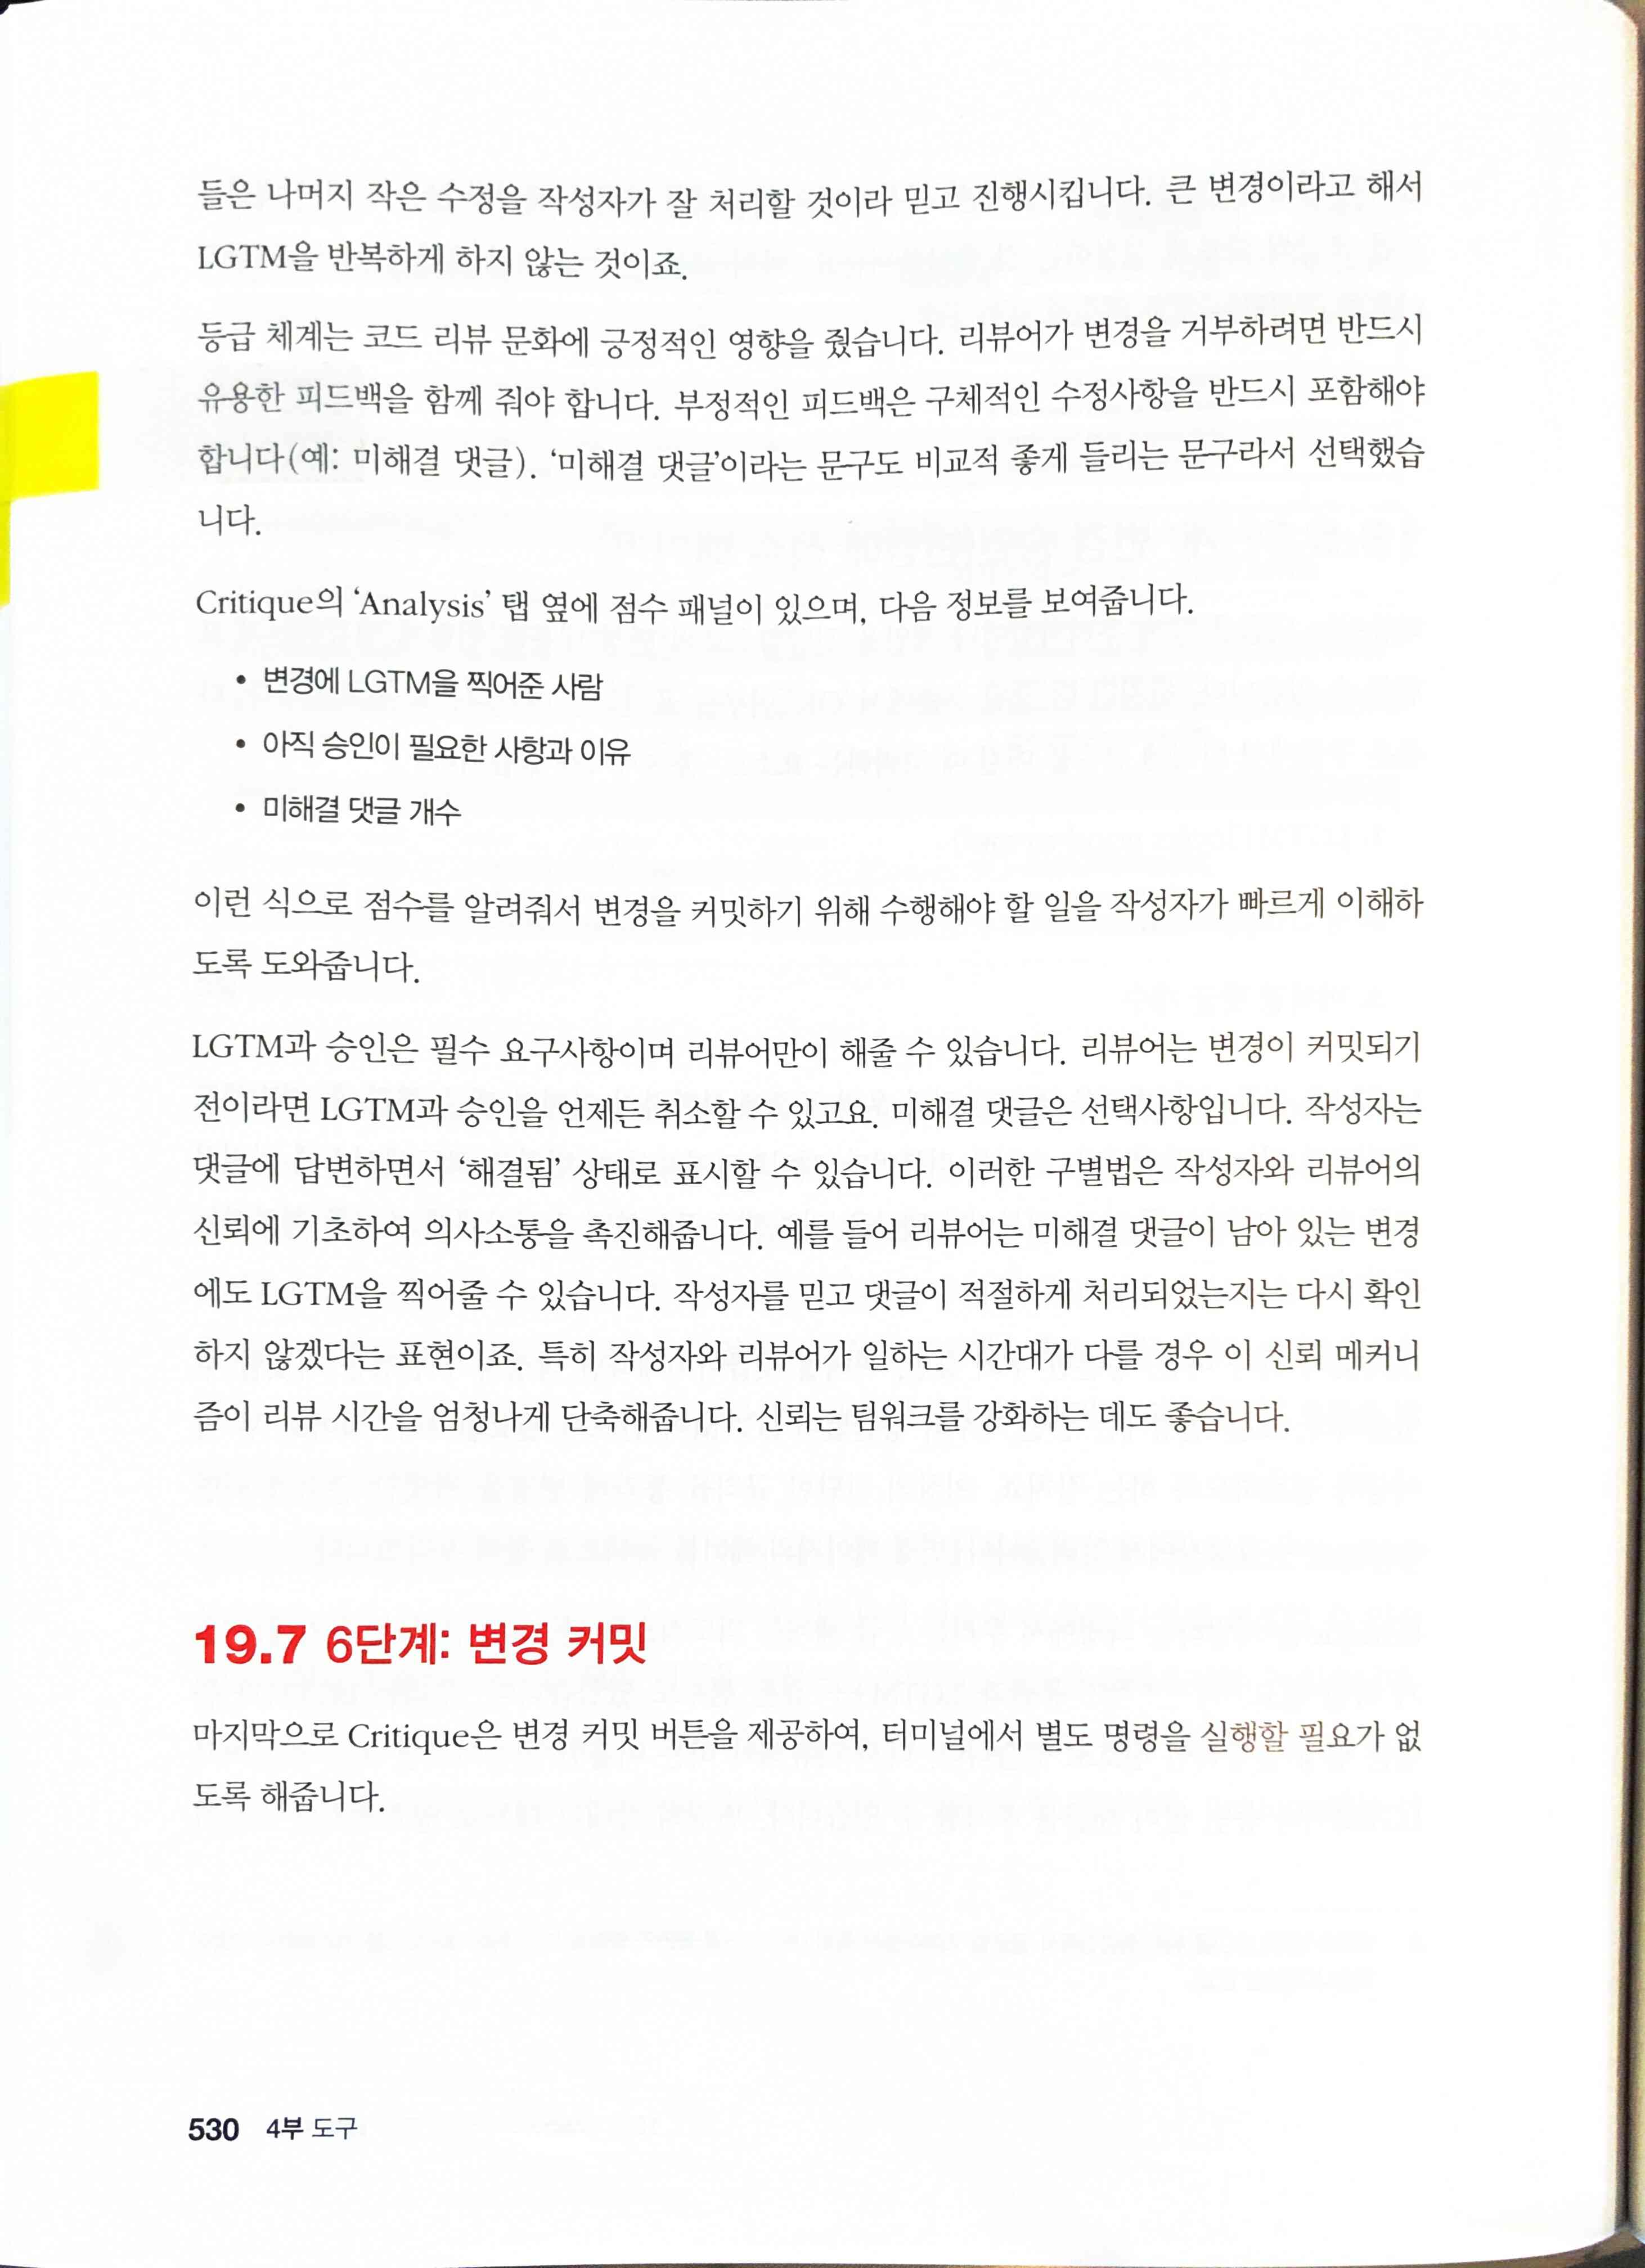 들은 나머지 작은 수정을 작성자가 잘 처리할 것이라 믿고 진행시킵니다. 큰 변경이라고 해서
LGTM을 반복하게 하지 않는 것이죠.
등급 체계는 코드 리뷰 문화에 긍정적인 영향을 줬습니다. 리뷰어가 변경을 거부하려면 반드시
유용한 피드백을 함께 줘야 합니다. 부정적인 피드백은 구체적인 수정사항을 반드시 포함해야
합니다(예: 미해결 댓글). ‘미해결 댓글’이라는 문구도 비교적 좋게 들리는 문구라서 선택했습
니다.
Critique의 ‘Analysis’ 탭 옆에 점수 패널이 있으며, 다음 정보를 보여줍니다.
• 변경에 LGTM을 찍어준 사람
• 아직 승인이 필요한 사항과 이유
• 미해결 댓글 개수
이런 식으로 점수를 알려줘서 변경을 커밋하기 위해 수행해야 할 일을 작성자가 빠르게 이해하
도록 도와줍니다.
LGTM과 승인은 필수 요구사항이며 리뷰어만이 해줄 수 있습니다. 리뷰어는 변경이 커밋되기
전이라면 LGTM과 승인을 언제든 취소할 수 있고요. 미해결 댓글은 선택사항입니다. 작성자는
댓글에 답변하면서 ‘해결됨’ 상태로 표시할 수 있습니다. 이러한 구별법은 작성자와 리뷰어의
신뢰에 기초하여 의사소통을 촉진해줍니다. 예를 들어 리뷰어는 미해결 댓글이 남아 있는 변경
에도 LGTM을 찍어줄 수 있습니다. 작성자를 믿고 댓글이 적절하게 처리되었는지는 다시 확인
하지 않겠다는 표현이죠. 특히 작성자와 리뷰어가 일하는 시간대가 다를 경우 이 신뢰 메커니
즘이 리뷰 시간을 엄청나게 단축해줍니다. 신뢰는 팀워크를 강화하는 데도 좋습니다.
19.7 6단계: 변경 커밋
마지막으로 Critique은 변경 커밋 버튼을 제공하여, 터미널에서 별도 명령을 실행할 필요가 없
도록 해줍니다.
530 4부 도구